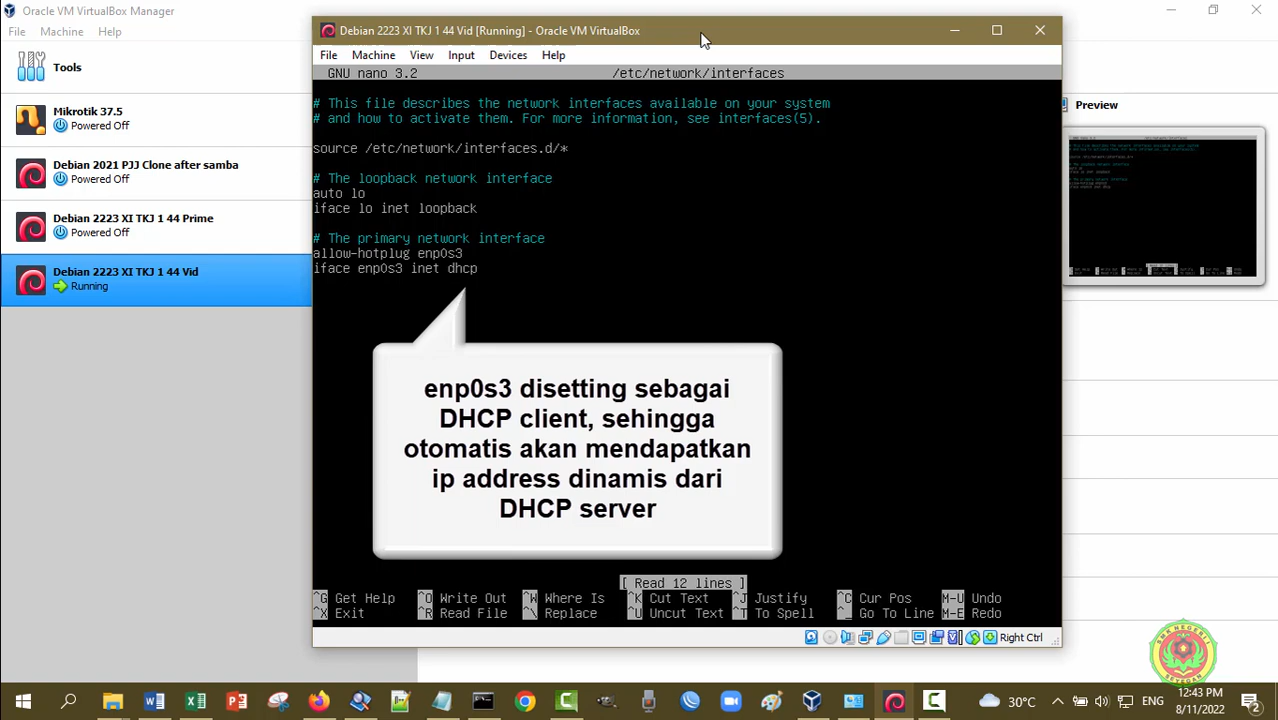 Oracle VM VirtualBox Manager
File Machine Help
Tools
Mikrotik 37.5
Powered Off
Debian 2021 PJJ Clone after samba
Powered Off
Debian 2223 XI TKJ 1 44 Prime
Powered Off
Debian 2223 XI TKJ 1 44 Vid
Running
Debian 2223 XI TKJ 1 44 Vid [Running] - Oracle VM VirtualBox
File Machine View Input Devices Help
GNU nano 3.2 /etc/network/interfaces
# This file describes the network interfaces available on your system
# and how to activate them. For more information, see interfaces(5).
source /etc/network/interfaces.d/*
# The loopback network interface
auto lo
iface lo inet loopback
# The primary network interface
allow-hotplug enp0s3
iface enp0s3 inet dhcp
enp0s3 disetting sebagai
DHCP client, sehingga
otomatis akan mendapatkan
ip address dinamis dari
DHCP server
[ Read 12 lines ]
^G Get Help ^O Write Out ^W Where Is ^K Cut Text ^J Justify ^C Cur Pos M-U Undo
^X Exit ^R Read File ^\ Replace ^U Uncut Text ^T To Spell ^_ Go To Line M-E Redo
Right Ctrl
Preview
30°C
ENG
12:43 PM
8/11/2022
2